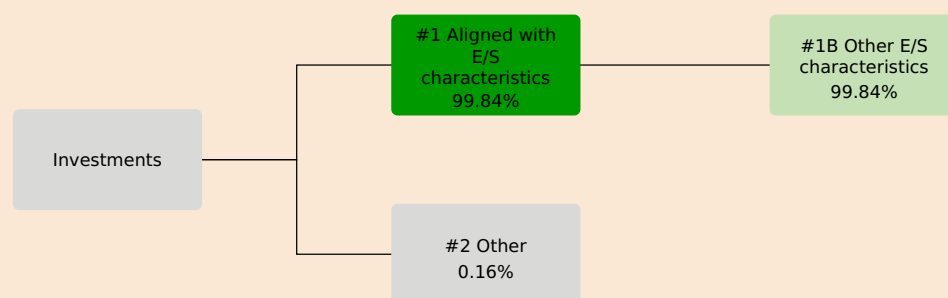 #1 Aligned with
E/S
characteristics
99.84%
#1B Other E/S
characteristics
99.84%
Investments
#2 Other
0.16%